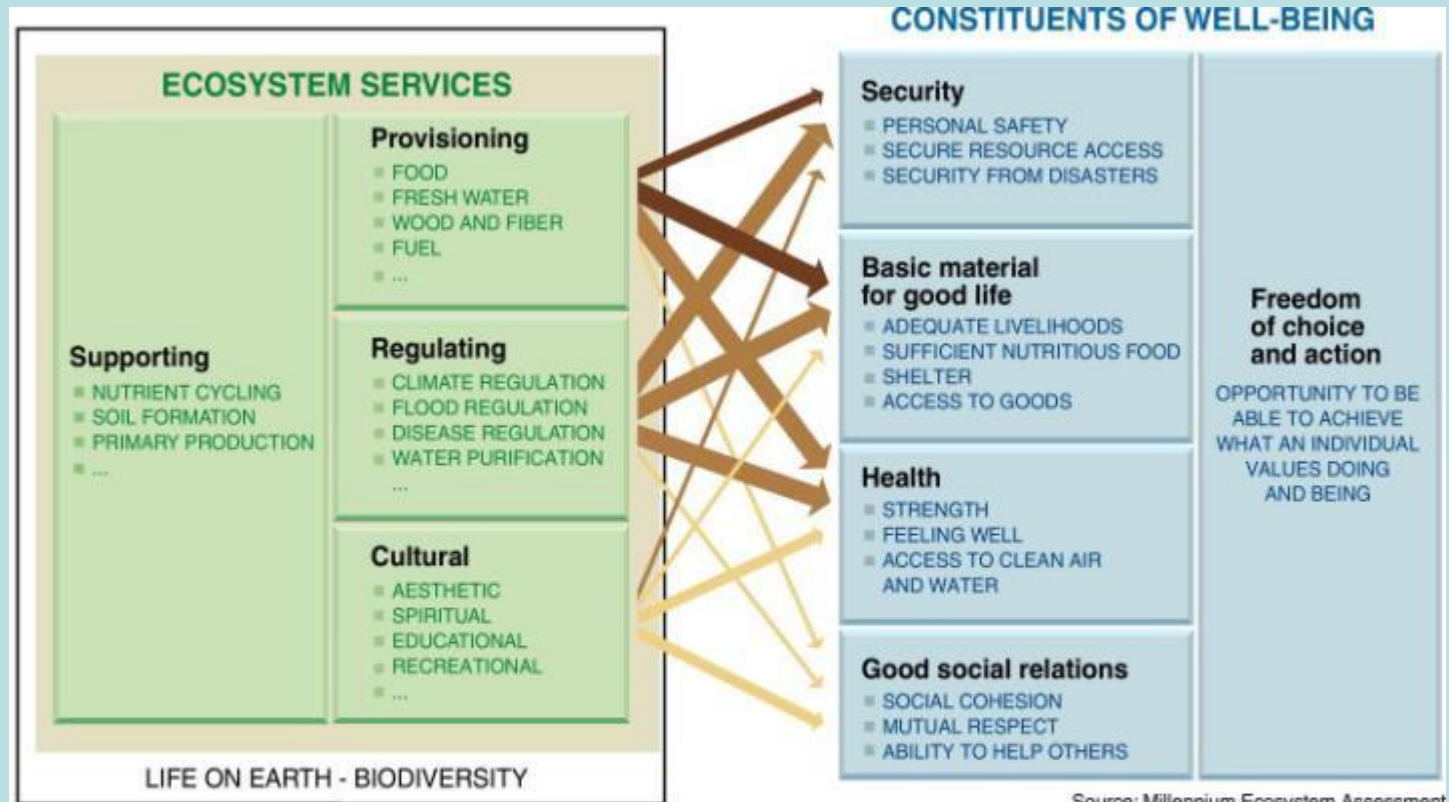 CONSTITUENTS OF WELL-BEING
ECOSYSTEM SERVICES
Supporting
■ NUTRIENT CYCLING
■ SOIL FORMATION
■ PRIMARY PRODUCTION
■ ...
Provisioning
■ FOOD
■ FRESH WATER
■ WOOD AND FIBER
■ FUEL
■ ...
Regulating
■ CLIMATE REGULATION
■ FLOOD REGULATION
■ DISEASE REGULATION
■ WATER PURIFICATION
...
Cultural
■ AESTHETIC
■ SPIRITUAL
■ EDUCATIONAL
■ RECREATIONAL
■ ...
LIFE ON EARTH - BIODIVERSITY
Security
■ PERSONAL SAFETY
■ SECURE RESOURCE ACCESS
■ SECURITY FROM DISASTERS
Basic material
for good life
■ ADEQUATE LIVELIHOODS
■ SUFFICIENT NUTRITIOUS FOOD
■ SHELTER
■ ACCESS TO GOODS
Health
■ STRENGTH
■ FEELING WELL
■ ACCESS TO CLEAN AIR
AND WATER
Good social relations
■ SOCIAL COHESION
■ MUTUAL RESPECT
■ ABILITY TO HELP OTHERS
Freedom
of choice
and action
OPPORTUNITY TO BE
ABLE TO ACHIEVE
WHAT AN INDIVIDUAL
VALUES DOING
AND BEING
Source: Millennium Ecosystem Assessment